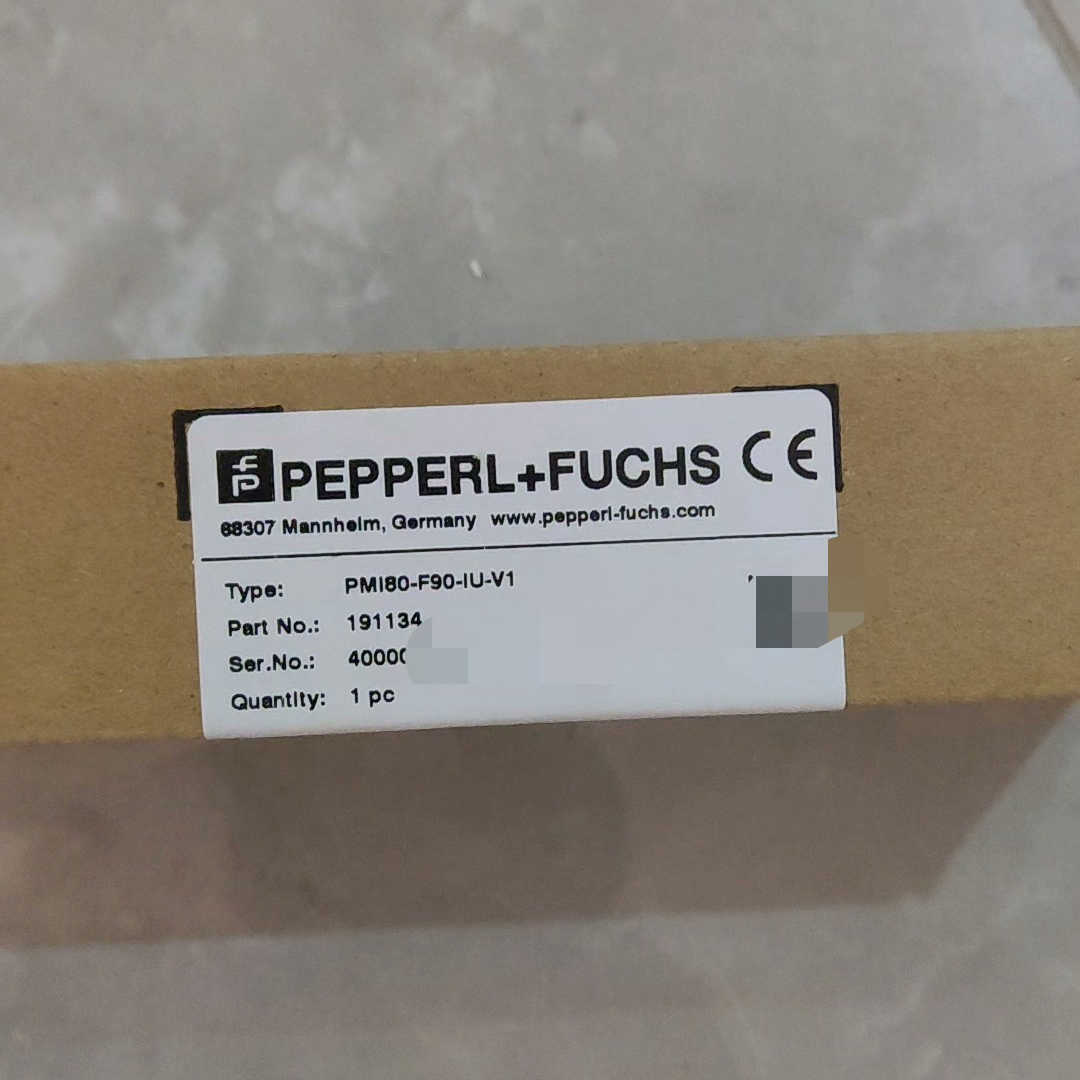 PEPPERL+FUCHS CE
68307 Mannheim, Germany www.pepperl-fuchs.com
Type: PMI80-F90-IU-V1
Part No.: 191134
Ser.No.: 40000
Quantity: 1 pc